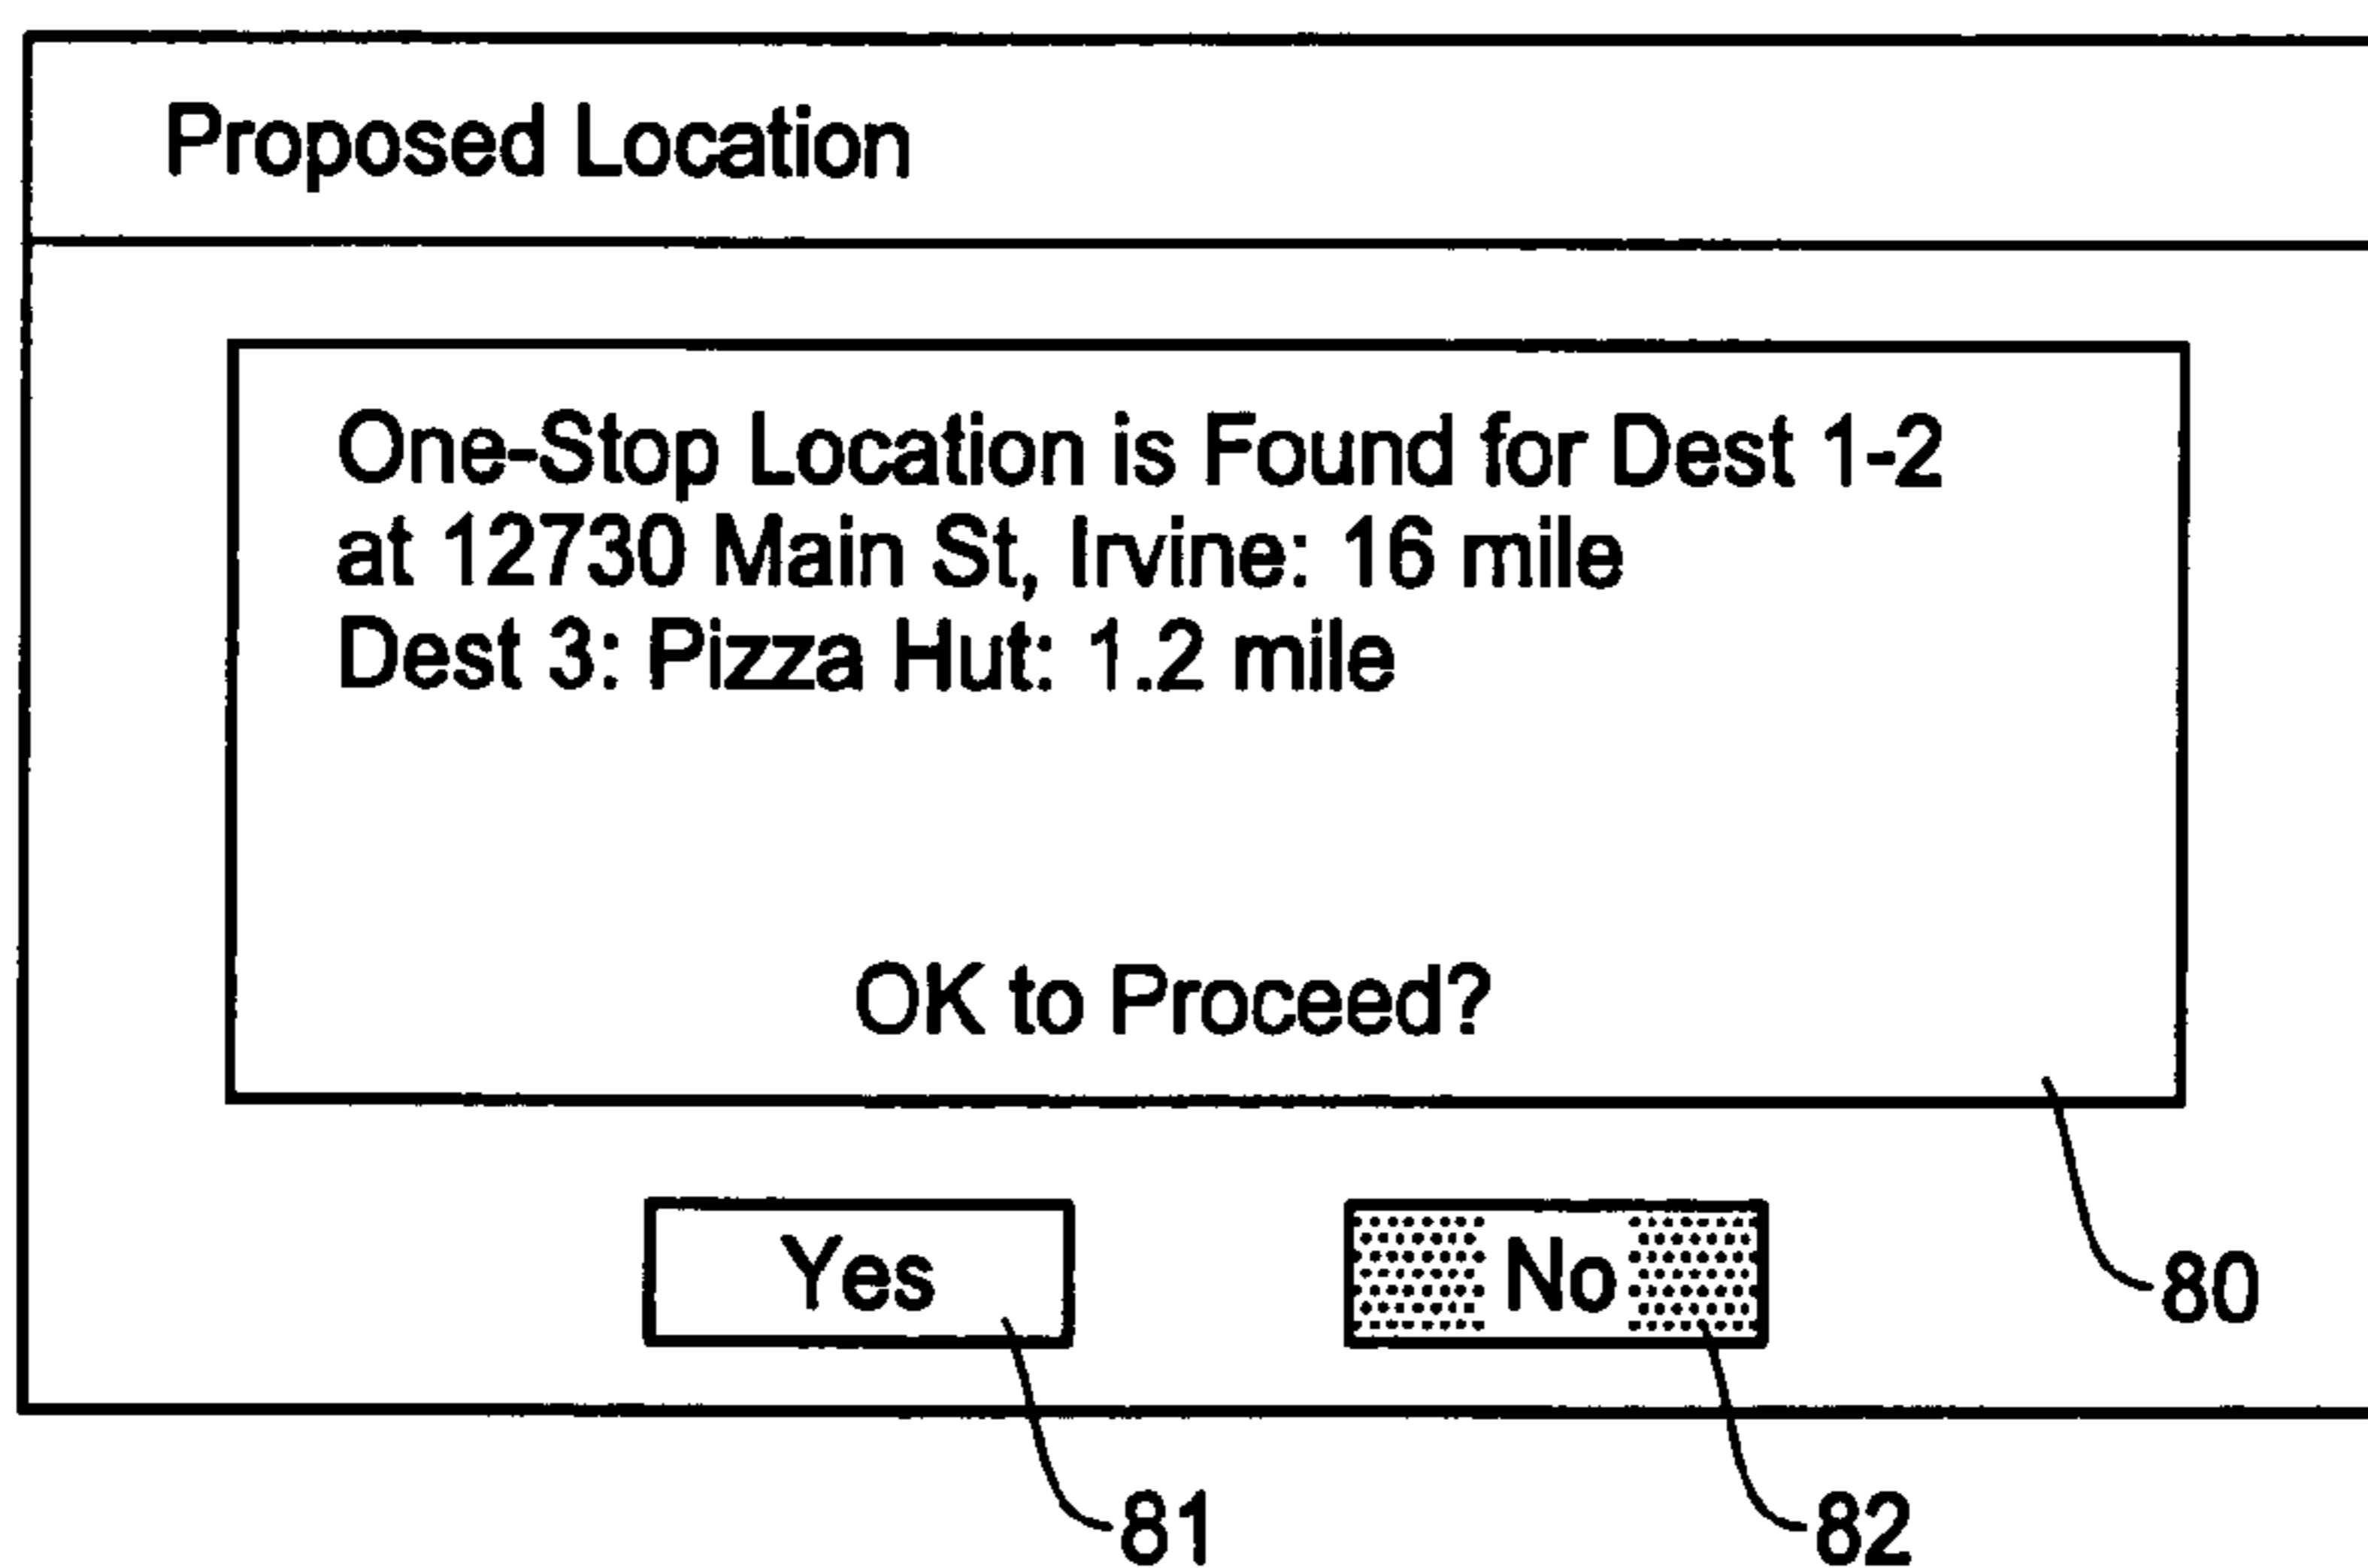 Proposed Location
One-Stop Location is Found for Dest 1-2
at 12730 Main St, Irvine: 16 mile
Dest 3: Pizza Hut: 1.2 mile
OK to Proceed?
Yes
No
80
81
82